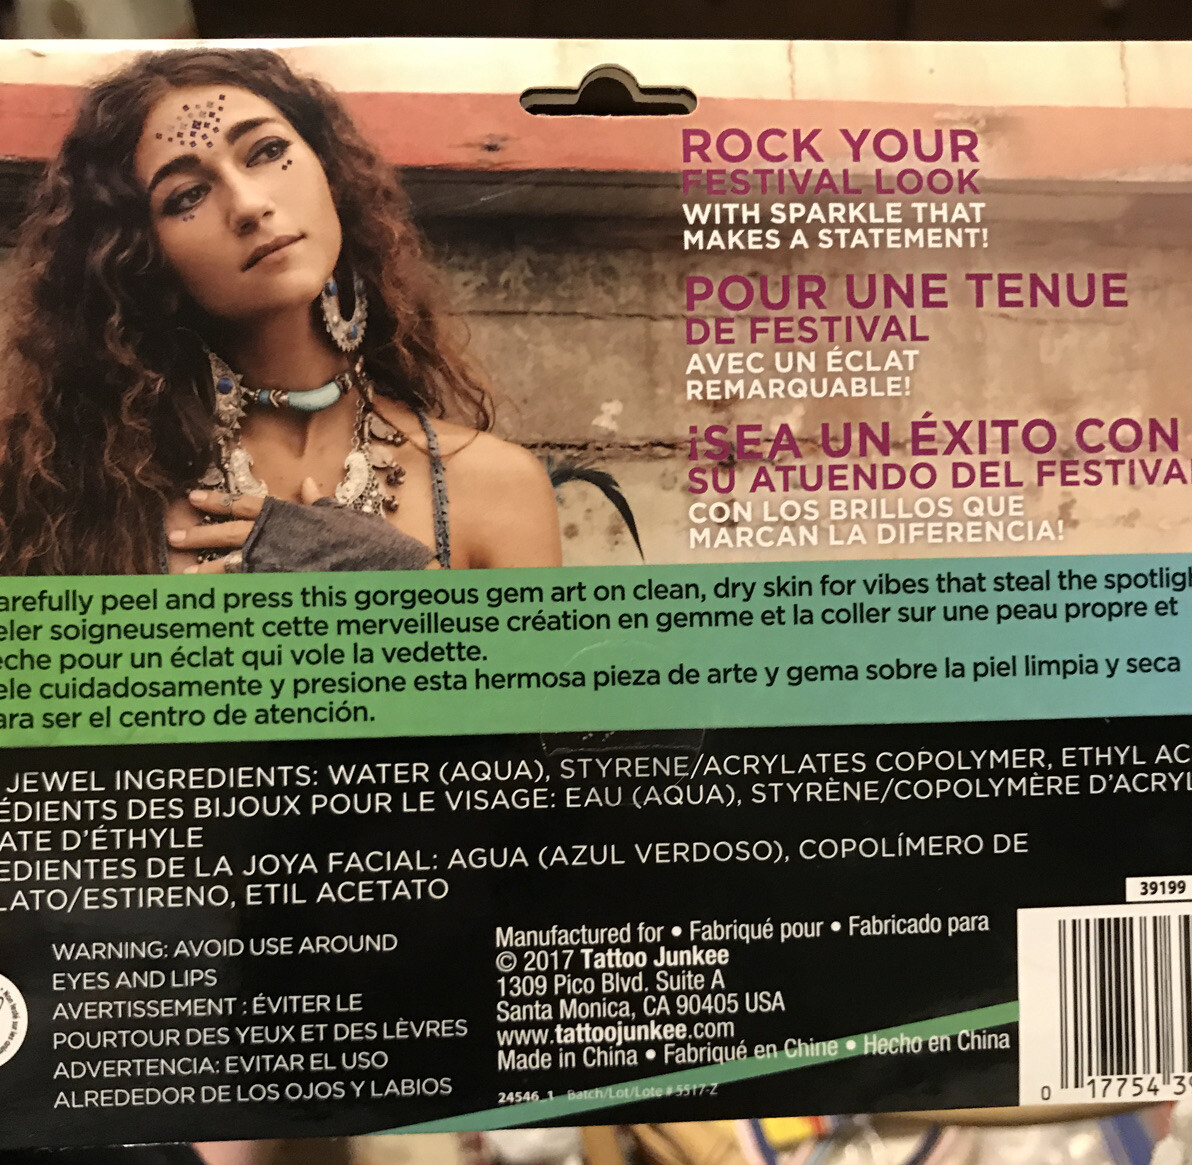 ROCK YOUR
FESTIVAL LOOK
WITH SPARKLE THAT
MAKES A STATEMENT!
POUR UNE TENUE
DE FESTIVAL
AVEC UN ÉCLAT
REMARQUABLE!
¡SEA UN ÉXITO CON
SU ATUENDO DEL FESTIVA
CON LOS BRILLOS QUE
MARCAN LA DIFERENCIA!
arefully peel and press this gorgeous gem art on clean, dry skin for vibes that steal the spotligh
eler soigneusement cette merveilleuse création en gemme et la coller sur une peau propre et
èche pour un éclat qui vole la vedette.
ele cuidadosamente y presione esta hermosa pieza de arte y gema sobre la piel limpia y seca
ara ser el centro de atención.
JEWEL INGREDIENTS: WATER (AQUA), STYRENE/ACRYLATES COPOLYMER, ETHYL AC
ÉDIENTS DES BIJOUX POUR LE VISAGE: EAU (AQUA), STYRÈNE/COPOLYMÈRE D'ACRYL
ATE D'ÉTHYLE
EDIENTES DE LA JOYA FACIAL: AGUA (AZUL VERDOSO), COPOLÍMERO DE
LATO/ESTIRENO, ETIL ACETATO
39199
WARNING: AVOID USE AROUND
EYES AND LIPS
AVERTISSEMENT : ÉVITER LE
POURTOUR DES YEUX ET DES LÈVRES
ADVERTENCIA: EVITAR EL USO
ALREDEDOR DE LOS OJOS Y LABIOS
Manufactured for • Fabriqué pour • Fabricado para
© 2017 Tattoo Junkee
1309 Pico Blvd. Suite A
Santa Monica, CA 90405 USA
www.tattoojunkee.com
Made in China • Fabriqué en Chine • Hecho en China
24546_1 Batch/Lot/Lote # 5517-Z
0 17754 3